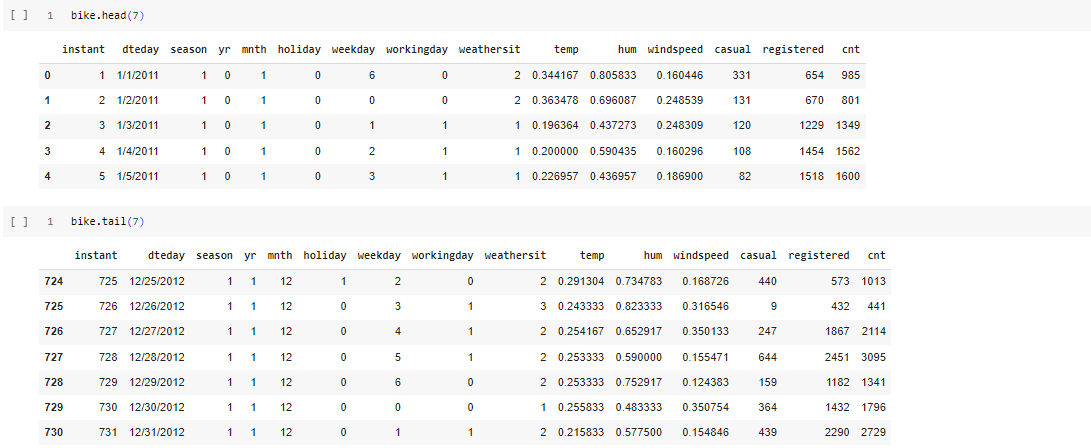 [ ] 1 bike.head(7)
instant dteday season yr mnth holiday weekday workingday weathersit temp hum windspeed casual registered cnt
0 1 1/1/2011 1 0 1 0 6 0 2 0.344167 0.805833 0.160446 331 654 985
1 2 1/2/2011 1 0 1 0 0 0 2 0.363478 0.696087 0.248539 131 670 801
2 3 1/3/2011 1 0 1 0 1 1 1 0.196364 0.437273 0.248309 120 1229 1349
3 4 1/4/2011 1 0 1 0 2 1 1 0.200000 0.590435 0.160296 108 1454 1562
4 5 1/5/2011 1 0 1 0 3 1 1 0.226957 0.436957 0.186900 82 1518 1600
[ ] 1 bike.tail(7)
instant dteday season yr mnth holiday weekday workingday weathersit temp hum windspeed casual registered cnt
724 725 12/25/2012 1 1 12 1 2 0 2 0.291304 0.734783 0.168726 440 573 1013
725 726 12/26/2012 1 1 12 0 3 1 3 0.243333 0.823333 0.316546 9 432 441
726 727 12/27/2012 1 1 12 0 4 1 2 0.254167 0.652917 0.350133 247 1867 2114
727 728 12/28/2012 1 1 12 0 5 1 2 0.253333 0.590000 0.155471 644 2451 3095
728 729 12/29/2012 1 1 12 0 6 0 2 0.253333 0.752917 0.124383 159 1182 1341
729 730 12/30/2012 1 1 12 0 0 0 1 0.255833 0.483333 0.350754 364 1432 1796
730 731 12/31/2012 1 1 12 0 1 1 2 0.215833 0.577500 0.154846 439 2290 2729